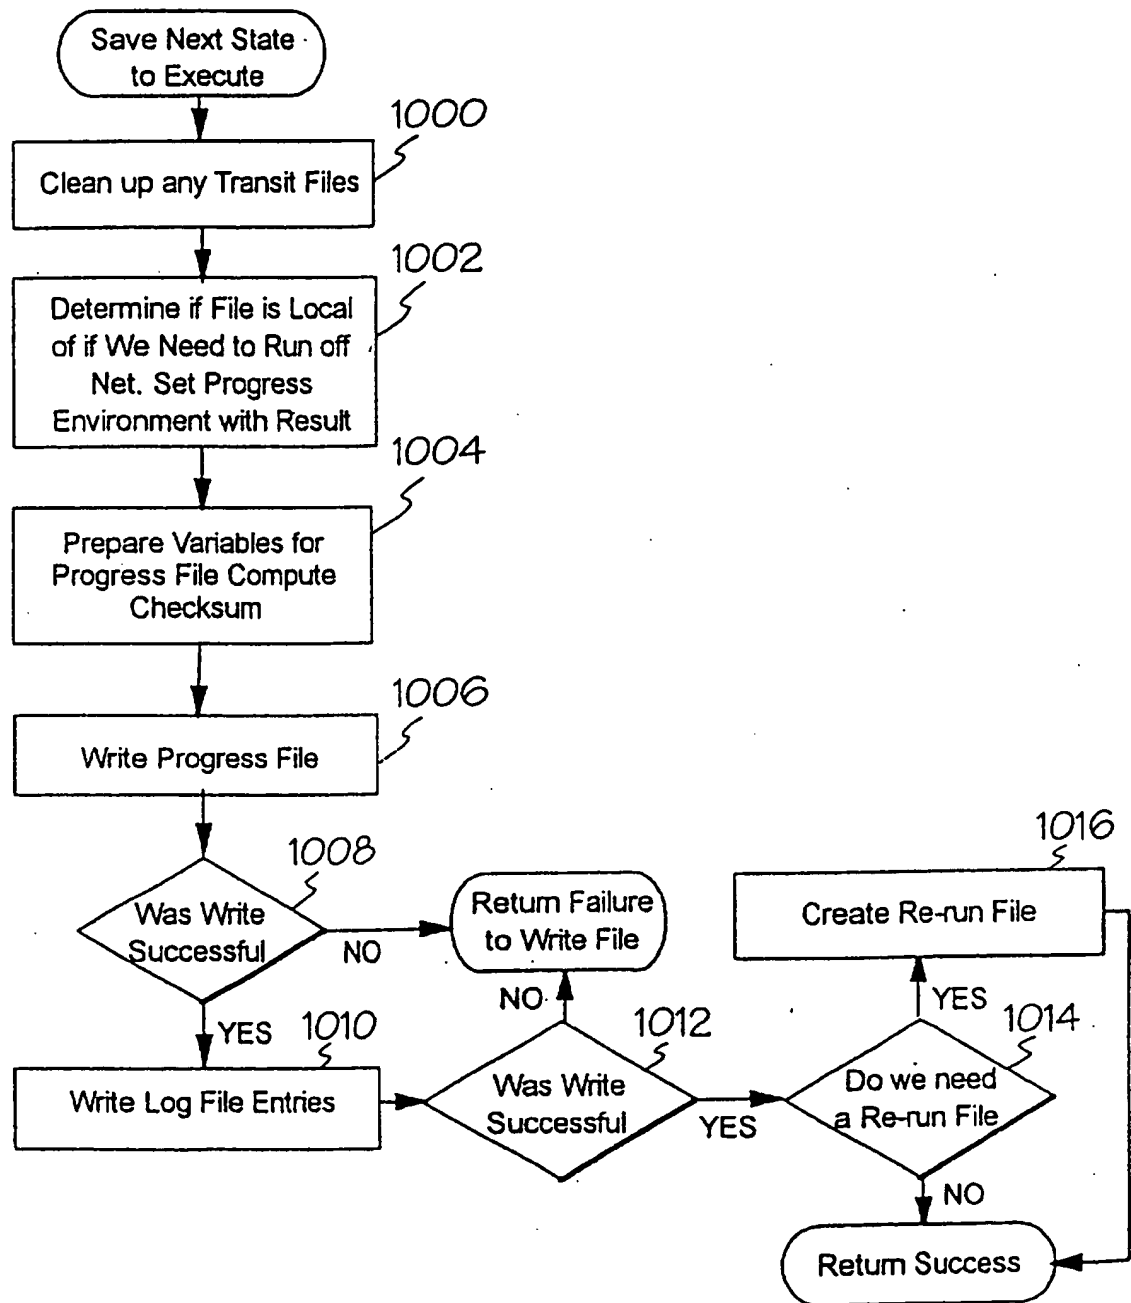 Save Next State
to Execute
1000
Clean up any Transit Files
1002
Determine if File is Local
of if We Need to Run off
Net. Set Progress
Environment with Result
1004
Prepare Variables for
Progress File Compute
Checksum
1006
Write Progress File
1008
Was Write
Successful
NO
YES
Return Failure
to Write File
1010
Write Log File Entries
NO
1012
Was Write
Successful
YES
1016
Create Re-run File
YES
1014
Do we need
a Re-run File
NO
Return Success